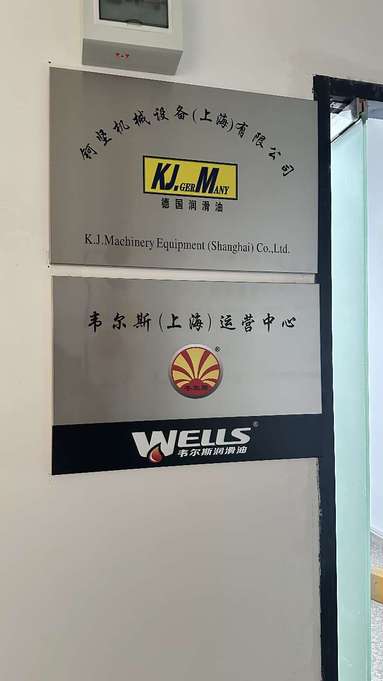 钶坚机械设备(上海)有限公司
KJ.GERMANY
德国润滑油
K.J.Machinery Equipment (Shanghai) Co.,Ltd.
韦尔斯(上海)运营中心
®
WELLS®
韦尔斯润滑油